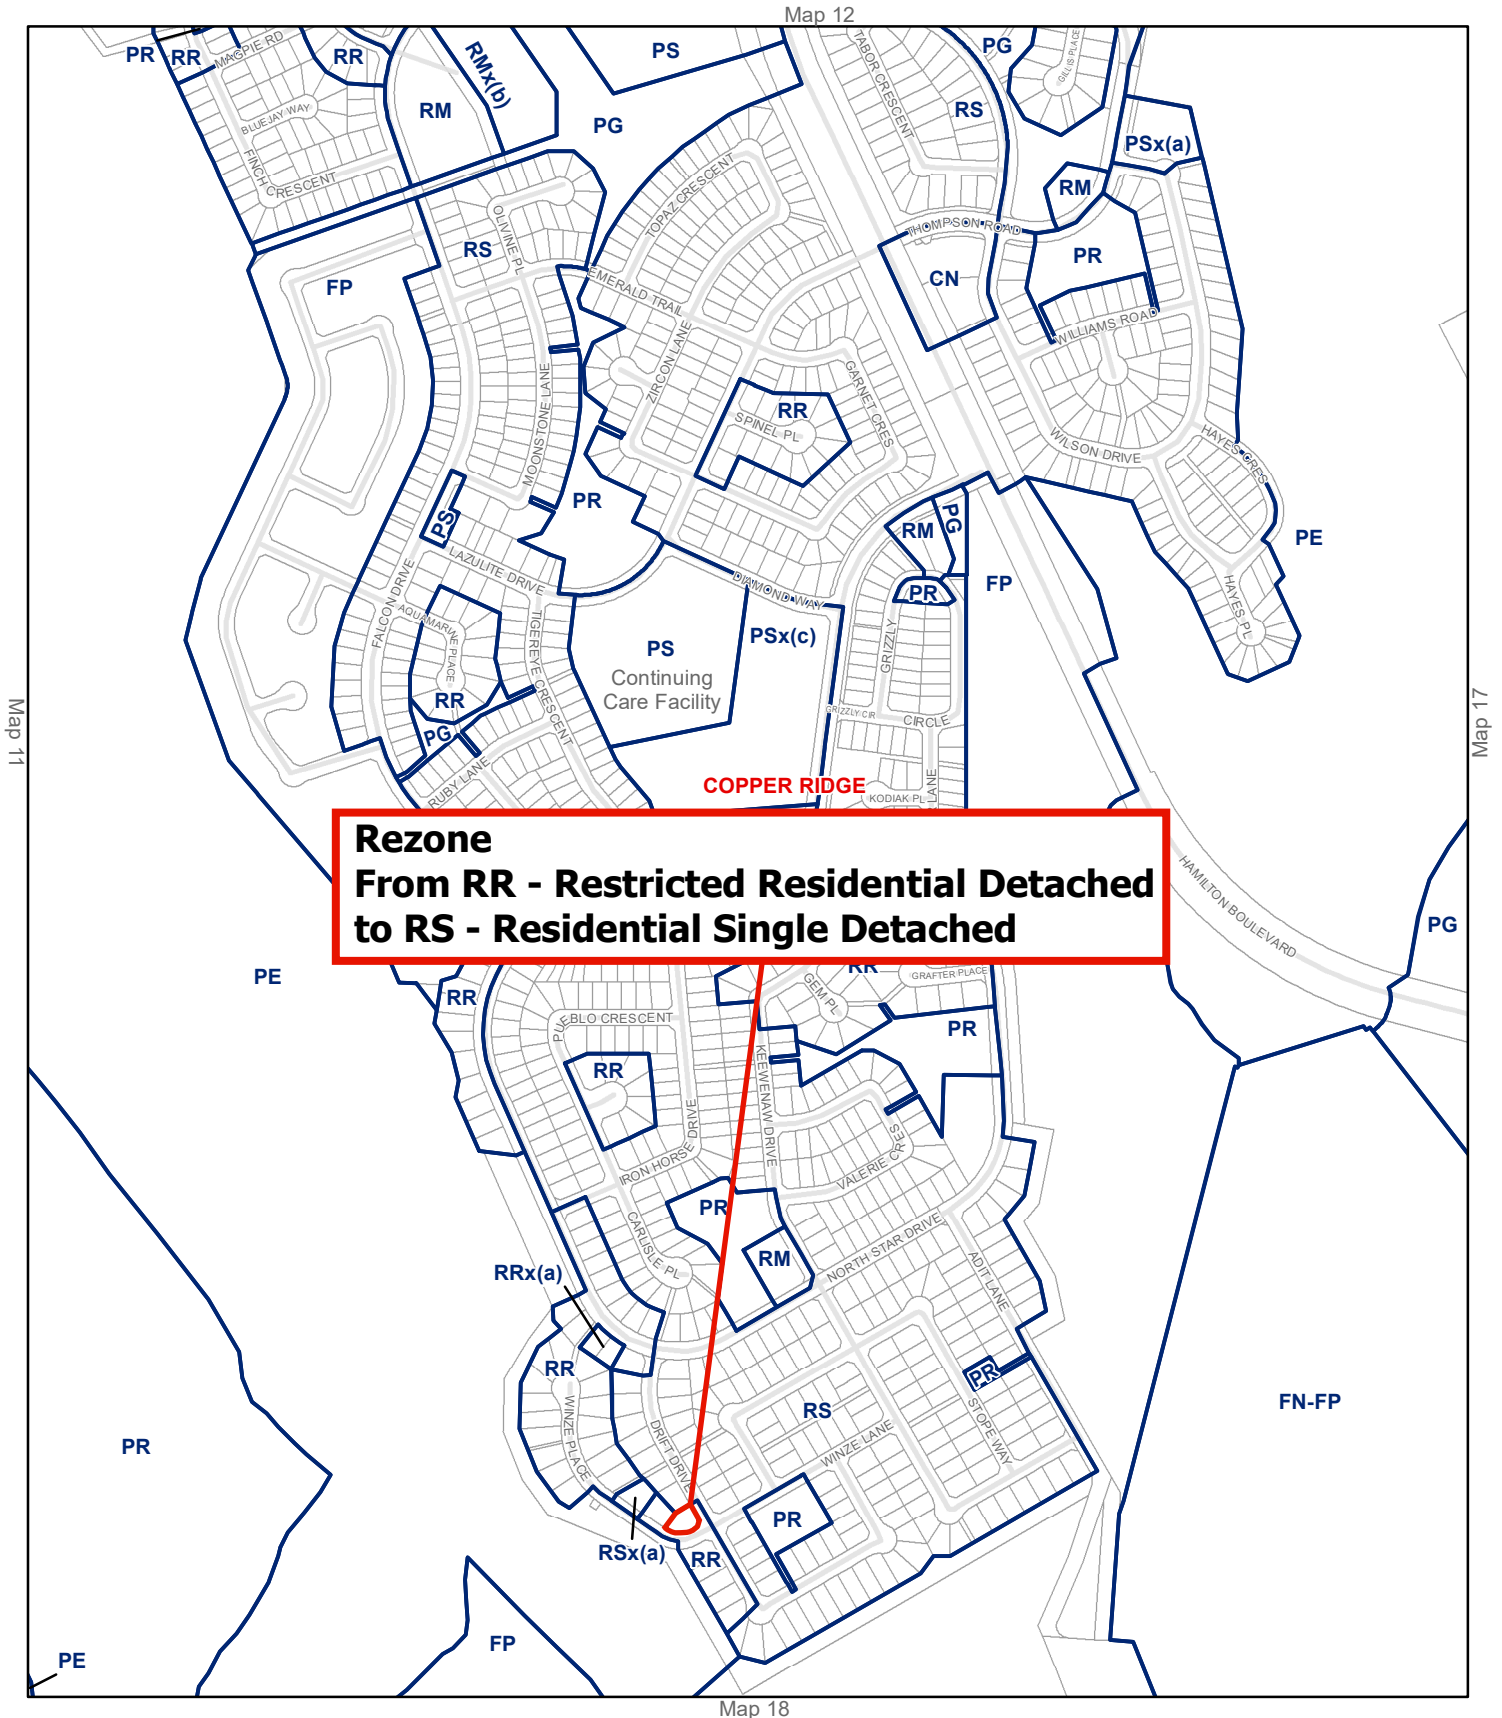 Map 12
PR
RR
MAGPIE RD
RR
RMx(b)
PS
TABOR CRESCENT
PG
GILLIS PLACE
BLUEJAY WAY
RM
PG
RS
PSx(a)
FINCH CRESCENT
TOPAZ CRESCENT
RM
OLIVINE PL
RS
THOMPSON ROAD
PR
FP
EMERALD TRAIL
CN
WILLIAMS ROAD
ZIRCON LANE
MOONSTONE LANE
GARNET CRES
RR
SPINEL PL
WILSON DRIVE
HAYES CRES
PR
PS
RM
PG
PE
LAZULITE DRIVE
DIAMOND WAY
FP
PR
HAYES PL
FALCON DRIVE
AQUAMARINE PLACE
TIGEREYE CRESCENT
PS
Continuing
Care Facility
PSx(c)
GRIZZLY
RR
GRIZZLY CIR
CIRCLE
Map 11
Map 17
PG
RUBY LANE
COPPER RIDGE
KODIAK PL
LANE
Rezone
From RR - Restricted Residential Detached
to RS - Residential Single Detached
HAMILTON BOULEVARD
PG
PE
RR
RR
GEM PL
GRAFTER PLACE
PUEBLO CRESCENT
PR
RR
KEEWENAW DRIVE
IRON HORSE DRIVE
VALERIE CRES
PR
CARLISLE PL
RM
NORTH STAR DRIVE
ADIT LANE
RRx(a)
RR
WINZE PLACE
DRIFT DRIVE
RS
PR
STOPE WAY
WINZE LANE
FN-FP
PR
PR
RSx(a)
RR
FP
PE
Map 18